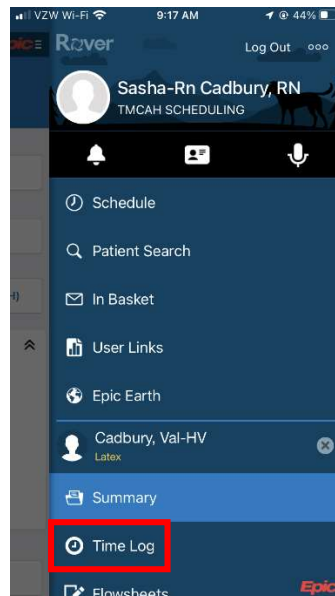 VZW Wi-Fi 9:17 AM 44%
Epic
Rover Log Out
Sasha-Rn Cadbury, RN
TMCAH SCHEDULING
Schedule
Patient Search
H)
In Basket
User Links
Epic Earth
Cadbury, Val-HV
Latex
Summary
Time Log
Flowsheets
Epic